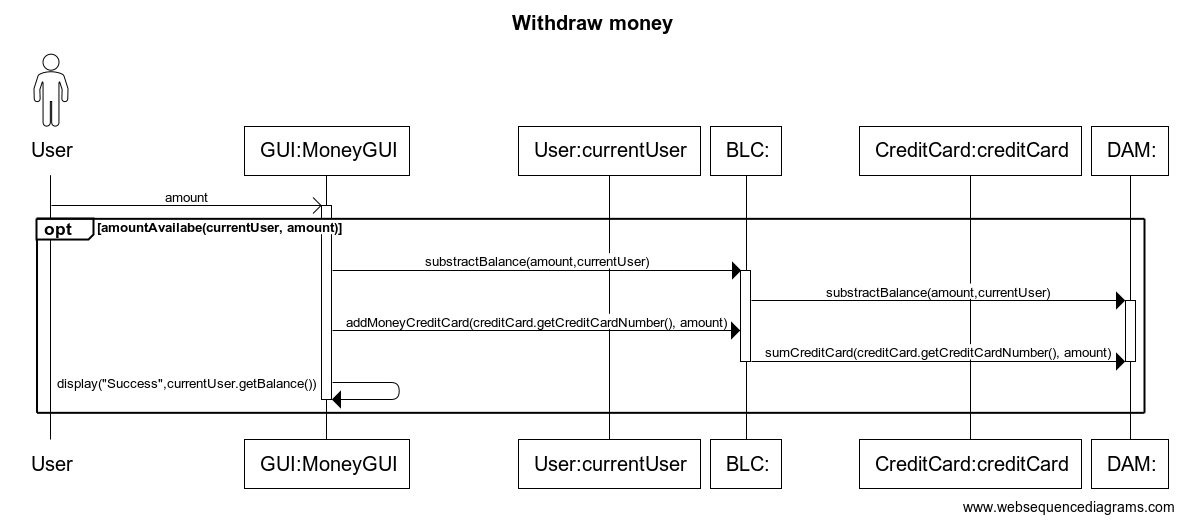 Withdraw money
User
GUI:MoneyGUI
User:currentUser
BLC:
CreditCard:creditCard
DAM:
amount
opt
[amountAvailabe(currentUser, amount)]
substractBalance(amount,currentUser)
substractBalance(amount,currentUser)
addMoneyCreditCard(creditCard.getCreditCardNumber(), amount)
sumCreditCard(creditCard.getCreditCardNumber(), amount)
display("Success",currentUser.getBalance())
User
GUI:MoneyGUI
User:currentUser
BLC:
CreditCard:creditCard
DAM:
www.websequencediagrams.com